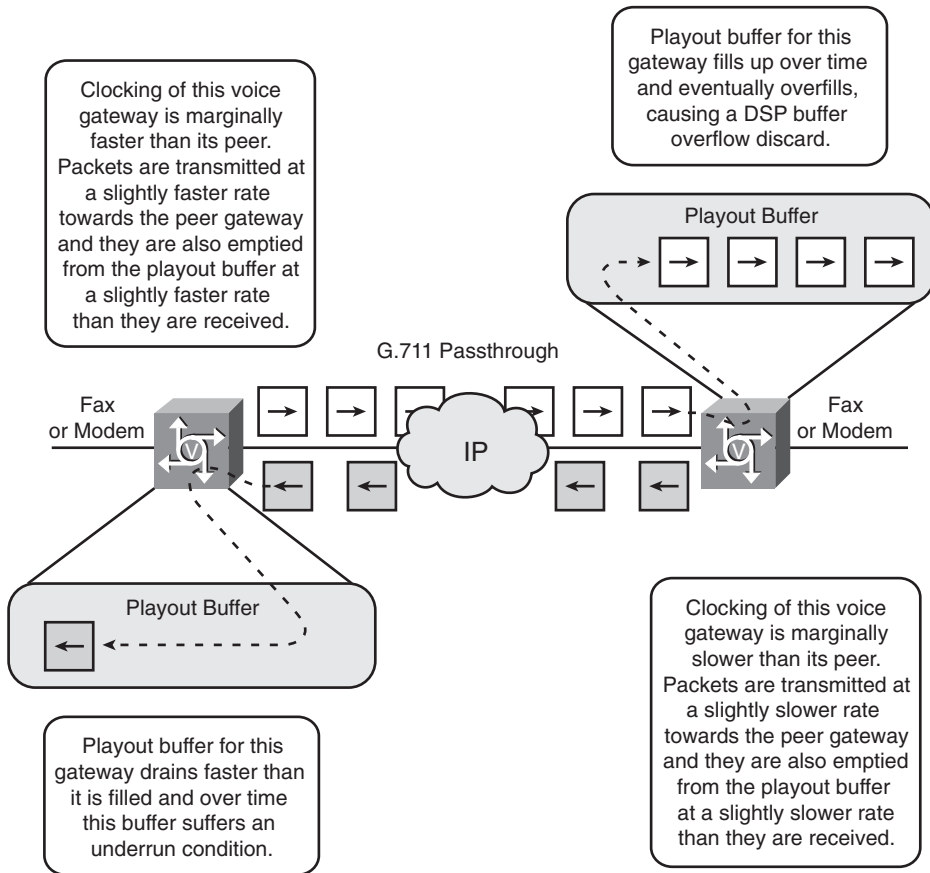 Clocking of this voice
gateway is marginally
faster than its peer.
Packets are transmitted at
a slightly faster rate
towards the peer gateway
and they are also emptied
from the playout buffer at
a slightly faster rate
than they are received.
Playout buffer for this
gateway fills up over time
and eventually overfills,
causing a DSP buffer
overflow discard.
Playout Buffer
G.711 Passthrough
Fax
or Modem
V
IP
V
Fax
or Modem
Playout Buffer
Playout buffer for this
gateway drains faster than
it is filled and over time
this buffer suffers an
underrun condition.
Clocking of this voice
gateway is marginally
slower than its peer.
Packets are transmitted at
a slightly slower rate
towards the peer gateway
and they are also emptied
from the playout buffer
at a slightly slower rate
than they are received.